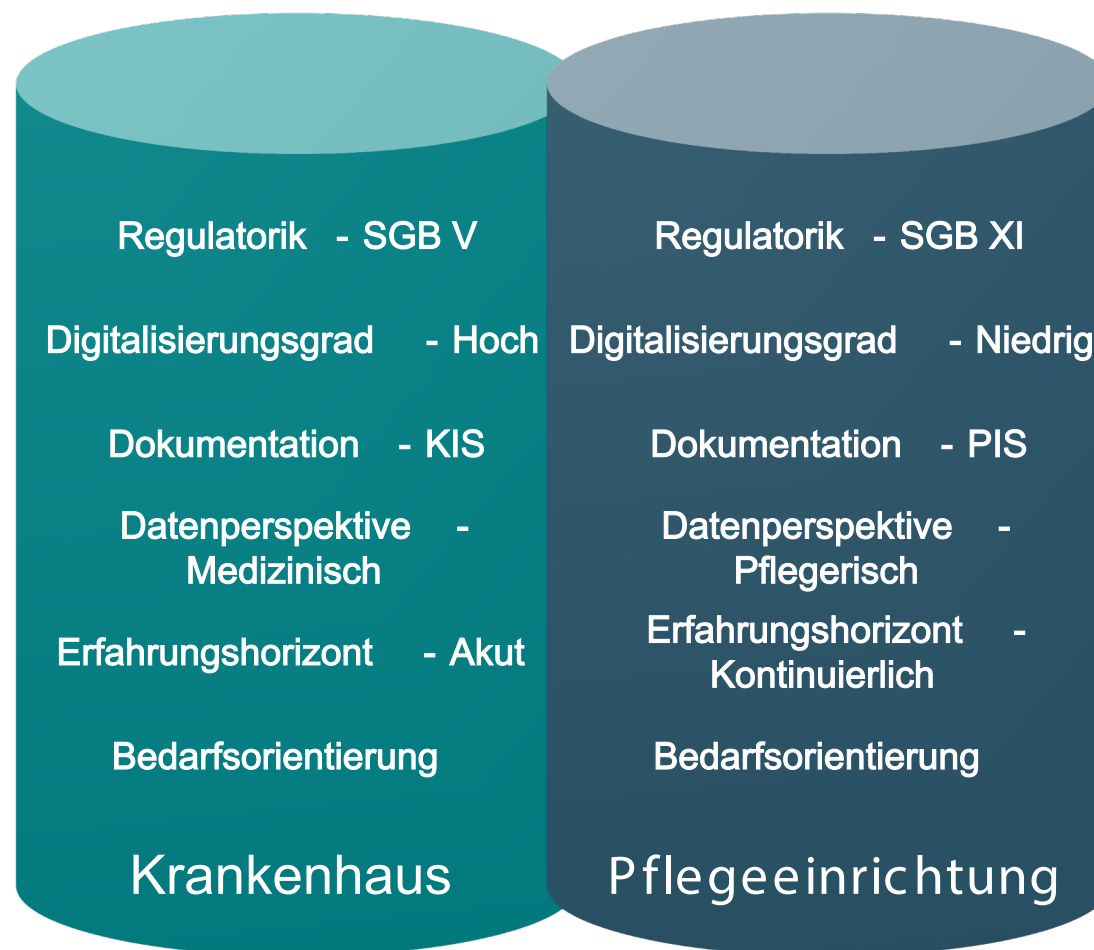 Regulatorik - SGB V
Digitalisierungsgrad - Hoch
Dokumentation - KIS
Datenperspektive -
Medizinisch
Erfahrungshorizont - Akut
Bedarfsorientierung
Krankenhaus
Regulatorik - SGB XI
Digitalisierungsgrad - Niedrig
Dokumentation - PIS
Datenperspektive -
Pflegerisch
Erfahrungshorizont -
Kontinuierlich
Bedarfsorientierung
Pflegeeinrichtung